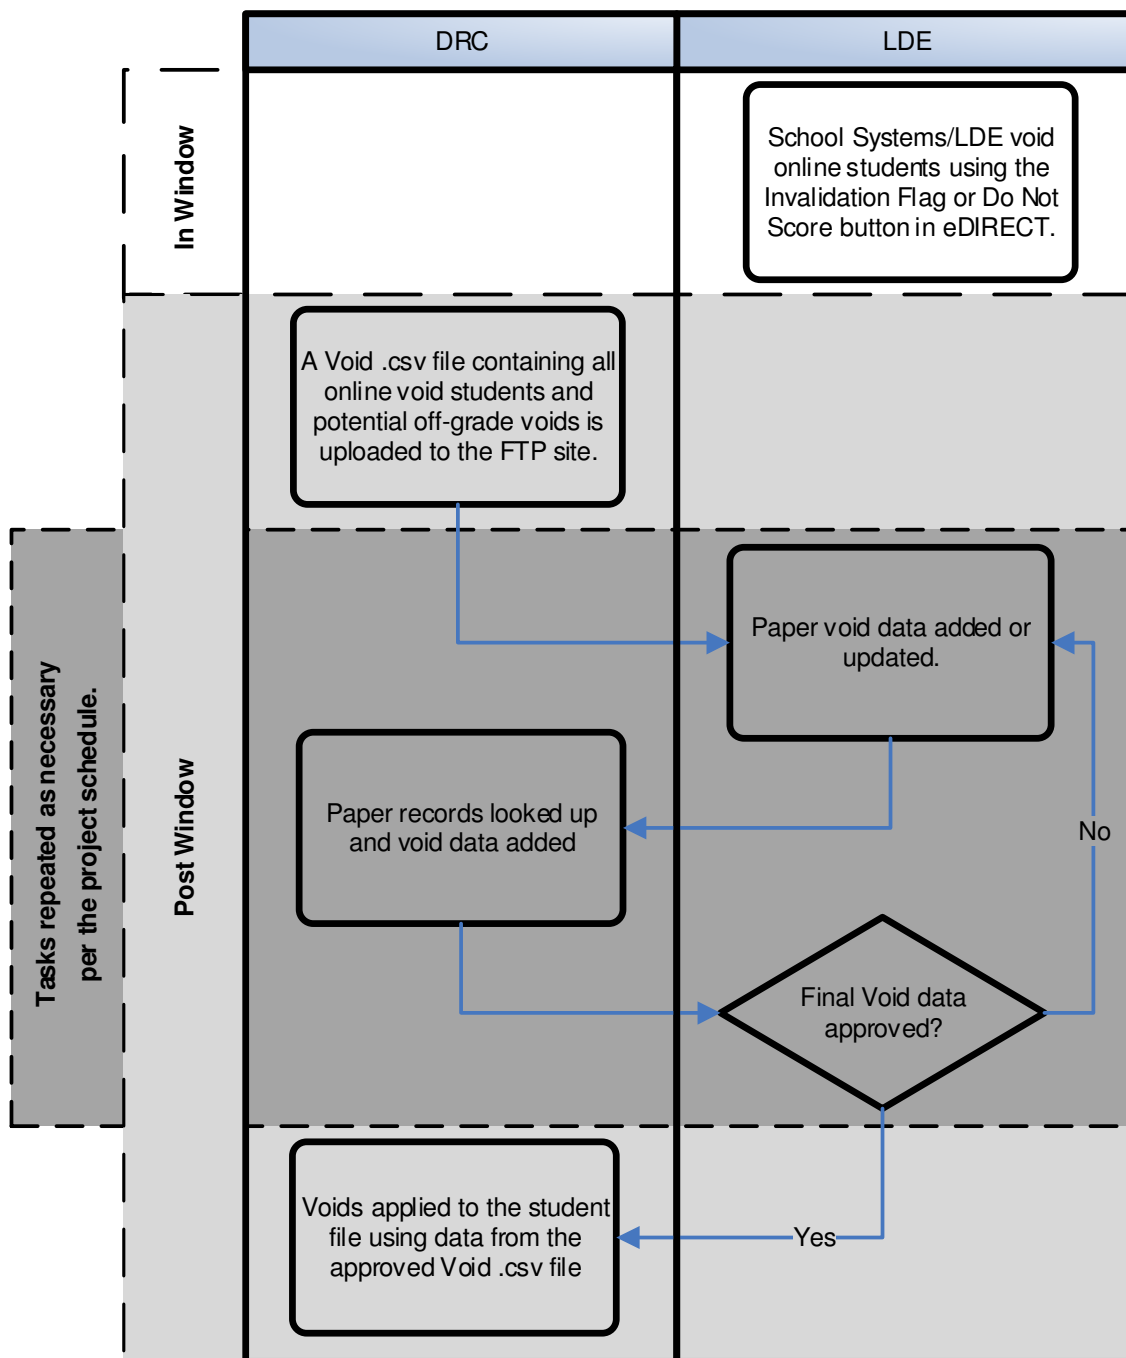 DRC
LDE
In Window
School Systems/LDE void
online students using the
Invalidation Flag or Do Not
Score button in eDIRECT.
A Void .csv file containing all
online void students and
potential off-grade voids is
uploaded to the FTP site.
Tasks repeated as necessary
per the project schedule.
Post Window
Paper void data added or
updated.
Paper records looked up
and void data added
No
Final Void data
approved?
Voids applied to the student
file using data from the
approved Void .csv file
Yes